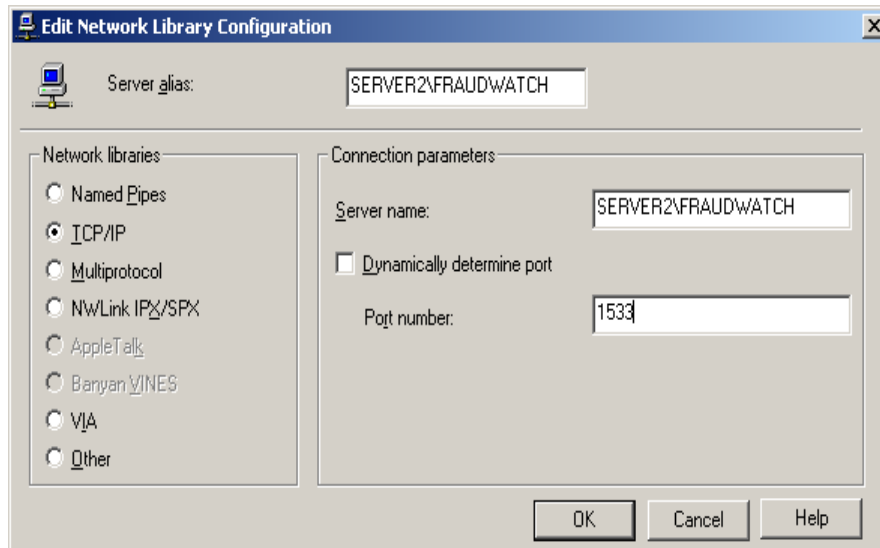 Edit Network Library Configuration
Server alias: SERVER2\FRAUDWATCH
Network libraries
Named Pipes
TCP/IP
Multiprotocol
NWLink IPX/SPX
AppleTalk
Banyan VINES
VIA
Other
Connection parameters
Server name: SERVER2\FRAUDWATCH
Dynamically determine port
Port number: 1533
OK Cancel Help